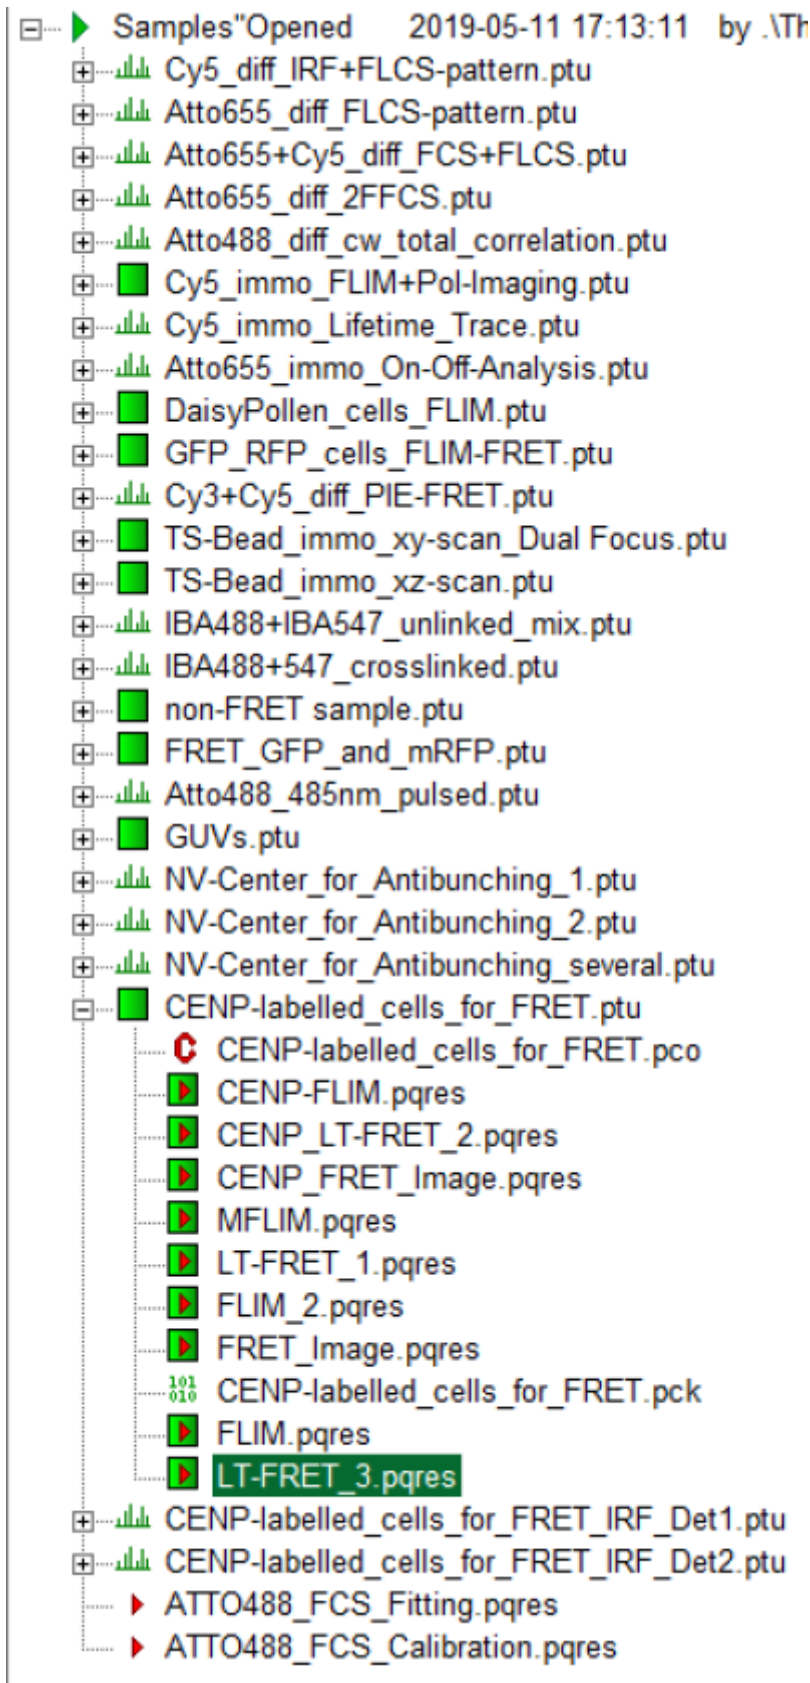 Samples"Opened 2019-05-11 17:13:11 by .\Th
Cy5_diff_IRF+FLCS-pattern.ptu
Atto655_diff_FLCS-pattern.ptu
Atto655+Cy5_diff_FCS+FLCS.ptu
Atto655_diff_2FFCS.ptu
Atto488_diff_cw_total_correlation.ptu
Cy5_immo_FLIM+Pol-Imaging.ptu
Cy5_immo_Lifetime_Trace.ptu
Atto655_immo_On-Off-Analysis.ptu
DaisyPollen_cells_FLIM.ptu
GFP_RFP_cells_FLIM-FRET.ptu
Cy3+Cy5_diff_PIE-FRET.ptu
TS-Bead_immo_xy-scan_Dual Focus.ptu
TS-Bead_immo_xz-scan.ptu
IBA488+IBA547_unlinked_mix.ptu
IBA488+547_crosslinked.ptu
non-FRET sample.ptu
FRET_GFP_and_mRFP.ptu
Atto488_485nm_pulsed.ptu
GUVs.ptu
NV-Center_for_Antibunching_1.ptu
NV-Center_for_Antibunching_2.ptu
NV-Center_for_Antibunching_several.ptu
CENP-labelled_cells_for_FRET.ptu
C CENP-labelled_cells_for_FRET.pco
CENP-FLIM.pqres
CENP_LT-FRET_2.pqres
CENP_FRET_Image.pqres
MFLIM.pqres
LT-FRET_1.pqres
FLIM_2.pqres
FRET_Image.pqres
101
010 CENP-labelled_cells_for_FRET.pck
FLIM.pqres
LT-FRET_3.pqres
CENP-labelled_cells_for_FRET_IRF_Det1.ptu
CENP-labelled_cells_for_FRET_IRF_Det2.ptu
ATTO488_FCS_Fitting.pqres
ATTO488_FCS_Calibration.pqres